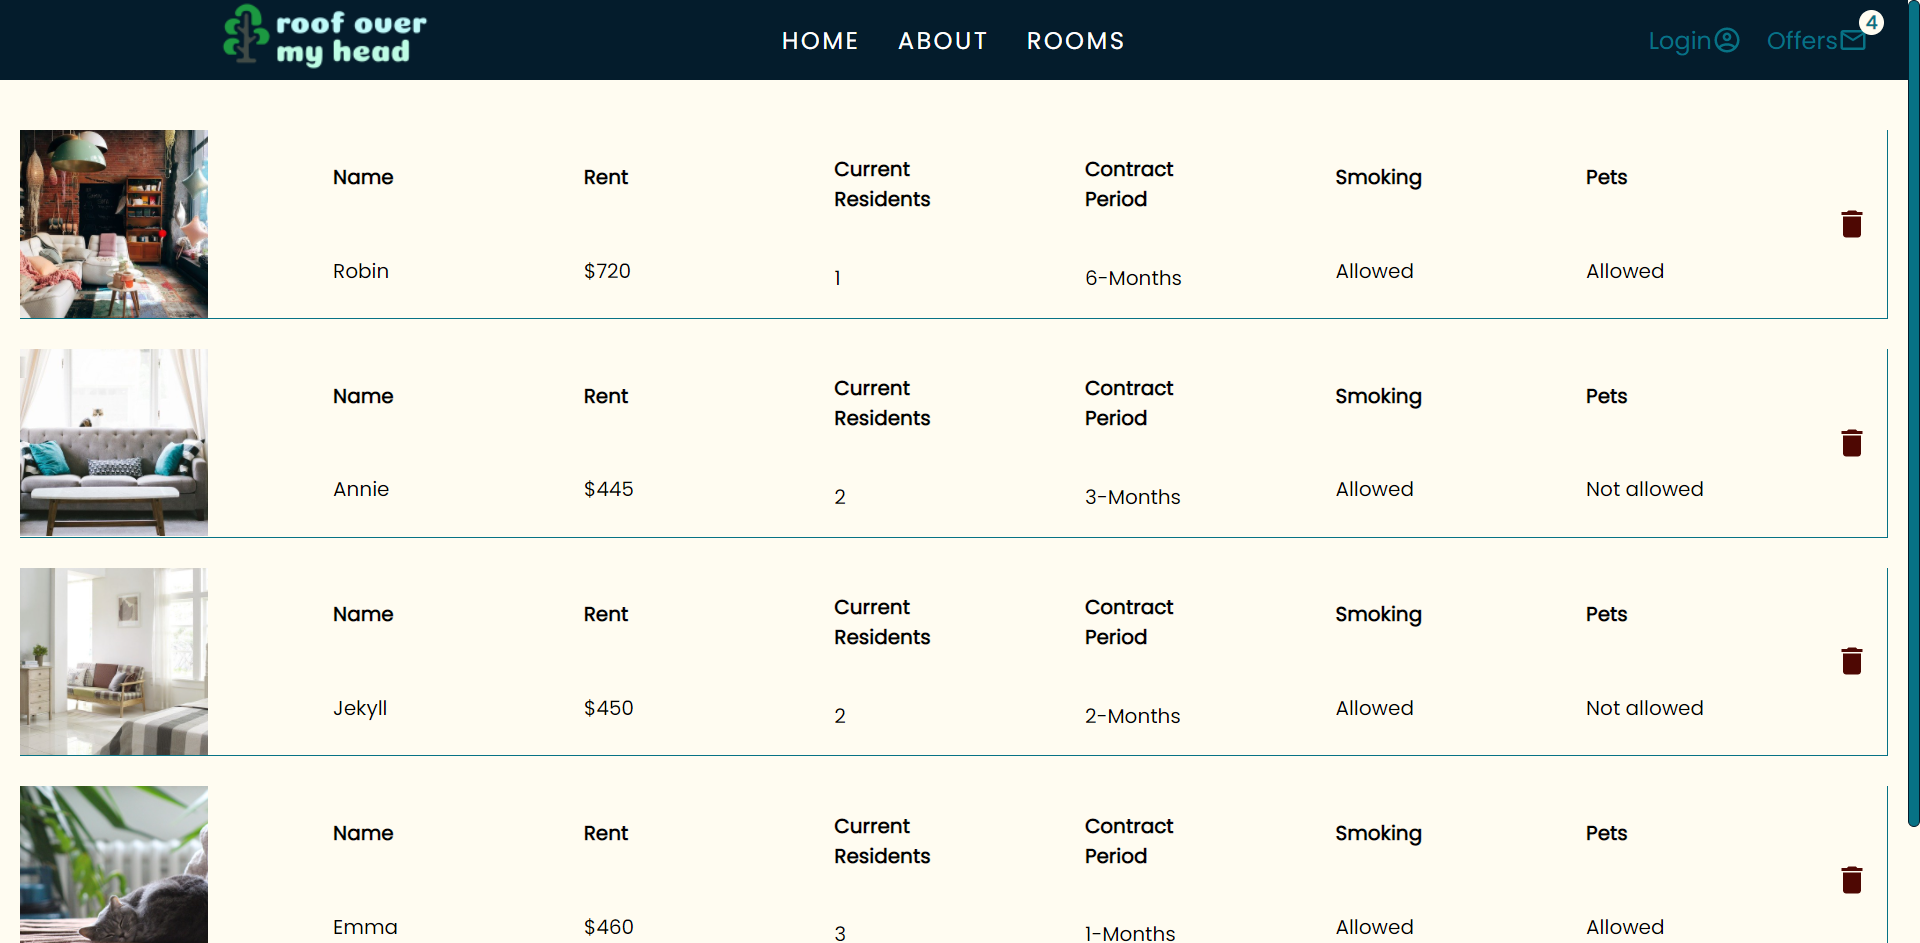 roof over
my head
HOME ABOUT ROOMS
Login Offers 4
Name Rent Current Residents Contract Period Smoking Pets
Robin $720 1 6-Months Allowed Allowed
Name Rent Current Residents Contract Period Smoking Pets
Annie $445 2 3-Months Allowed Not allowed
Name Rent Current Residents Contract Period Smoking Pets
Jekyll $450 2 2-Months Allowed Not allowed
Name Rent Current Residents Contract Period Smoking Pets
Emma $460 3 1-Months Allowed Allowed